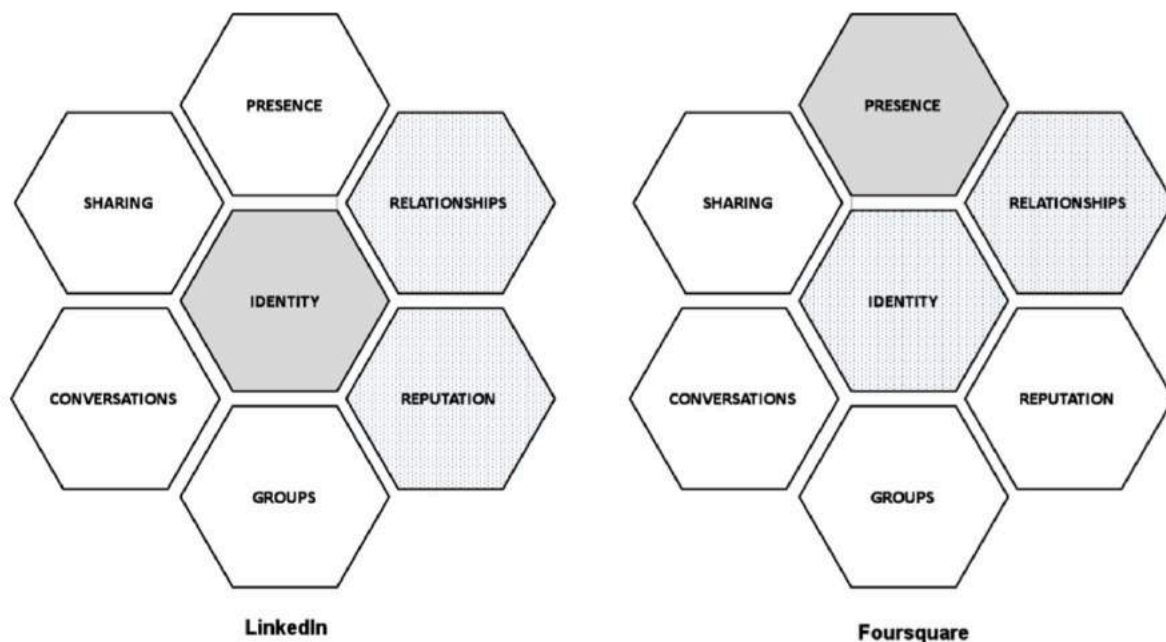 PRESENCE
SHARING
RELATIONSHIPS
IDENTITY
CONVERSATIONS
REPUTATION
GROUPS
LinkedIn
PRESENCE
SHARING
RELATIONSHIPS
IDENTITY
CONVERSATIONS
REPUTATION
GROUPS
Foursquare